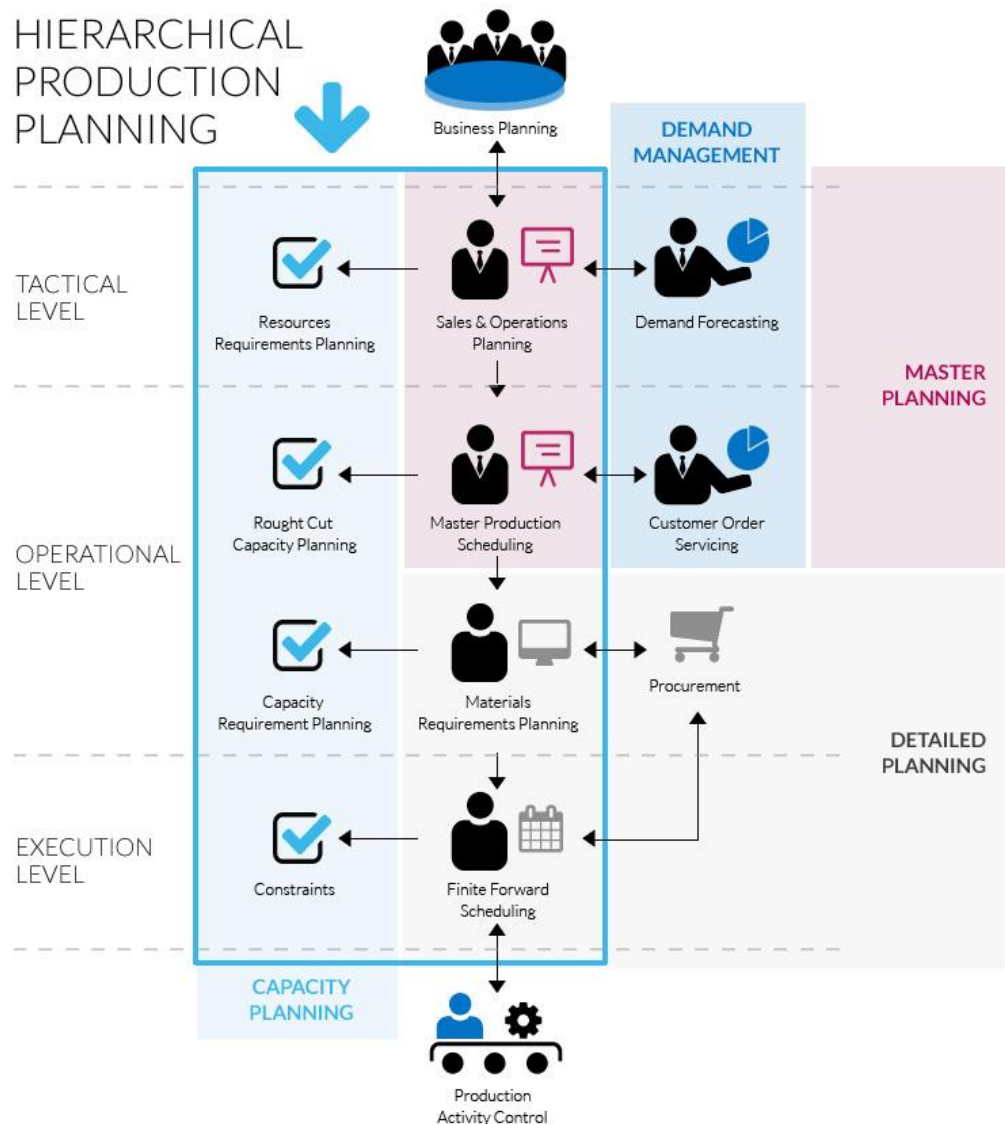 HIERARCHICAL
PRODUCTION
PLANNING
Business Planning
DEMAND
MANAGEMENT
TACTICAL
LEVEL
Resources
Requirements Planning
Sales & Operations
Planning
Demand Forecasting
MASTER
PLANNING
OPERATIONAL
LEVEL
Rought Cut
Capacity Planning
Master Production
Scheduling
Customer Order
Servicing
Capacity
Requirement Planning
Materials
Requirements Planning
Procurement
DETAILED
PLANNING
EXECUTION
LEVEL
Constraints
Finite Forward
Scheduling
CAPACITY
PLANNING
Production
Activity Control